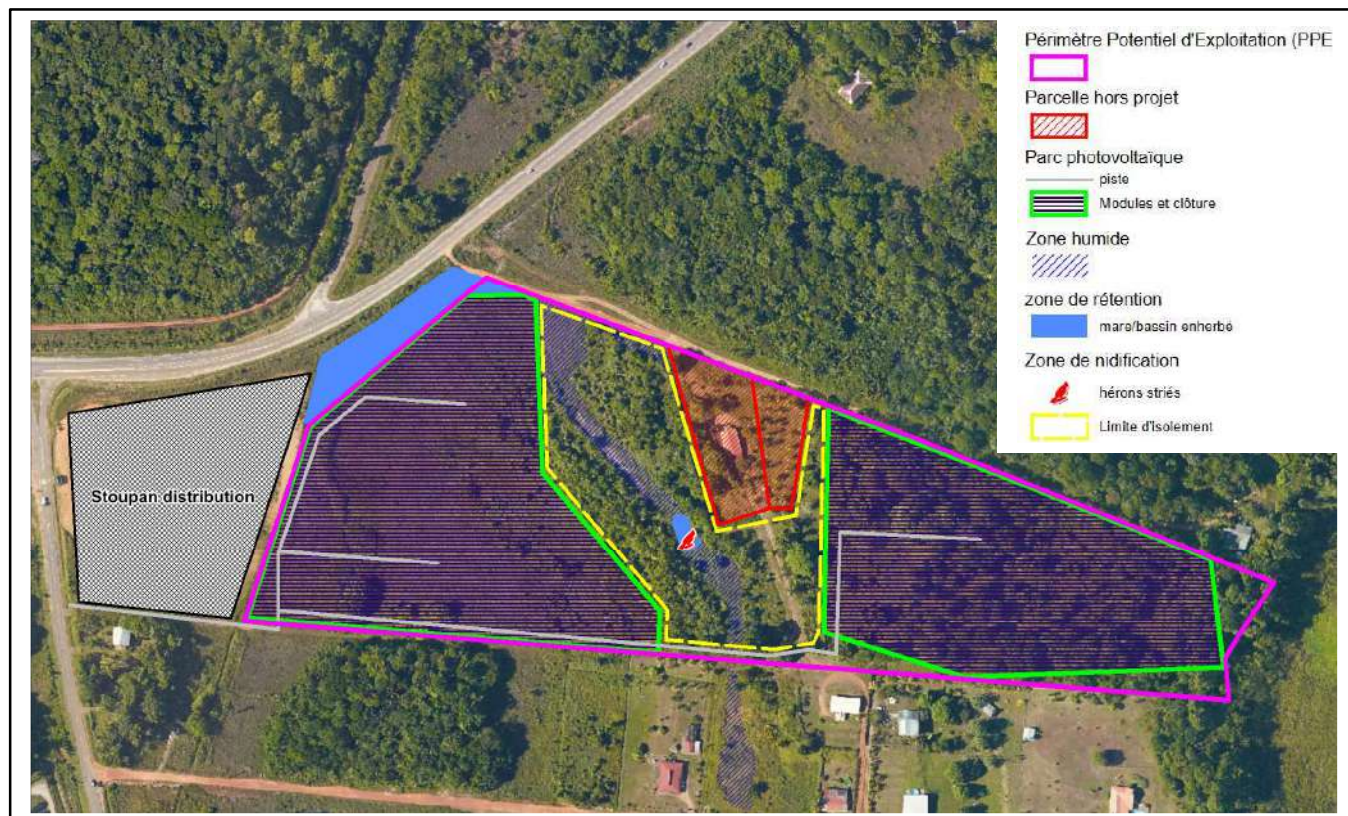 Périmètre Potentiel d'Exploitation (PPE
Parcelle hors projet
Parc photovoltaïque
piste
Modules et clôture
Zone humide
zone de rétention
mare/bassin enherbé
Zone de nidification
hérons striés
Limite d'isolement
Stoupan distribution